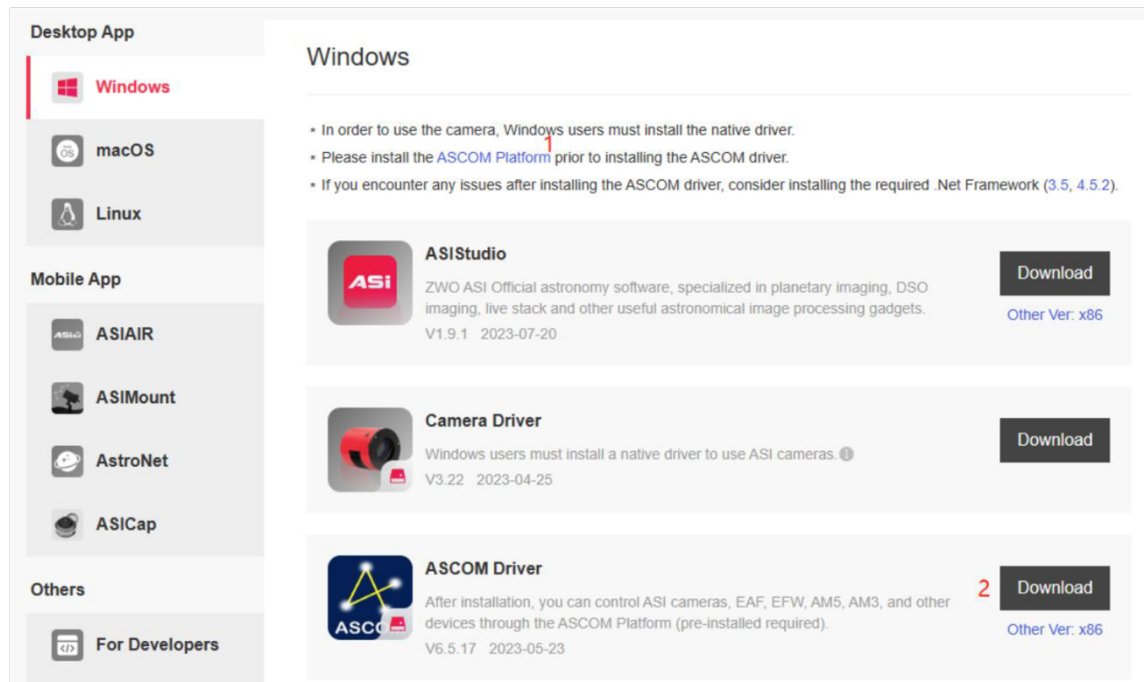 Desktop App
Windows
macOS
Linux
Mobile App
ASIAIR
ASIMount
AstroNet
ASICap
Others
For Developers
Windows
▪ In order to use the camera, Windows users must install the native driver.
1
▪ Please install the ASCOM Platform prior to installing the ASCOM driver.
▪ If you encounter any issues after installing the ASCOM driver, consider installing the required .Net Framework (3.5, 4.5.2).
ASi
ASIStudio
ZWO ASI Official astronomy software, specialized in planetary imaging, DSO
imaging, live stack and other useful astronomical image processing gadgets.
V1.9.1 2023-07-20
Download
Other Ver: x86
Camera Driver
Windows users must install a native driver to use ASI cameras.
V3.22 2023-04-25
Download
ASCOM Driver
After installation, you can control ASI cameras, EAF, EFW, AM5, AM3, and other
devices through the ASCOM Platform (pre-installed required).
V6.5.17 2023-05-23
2
Download
Other Ver: x86